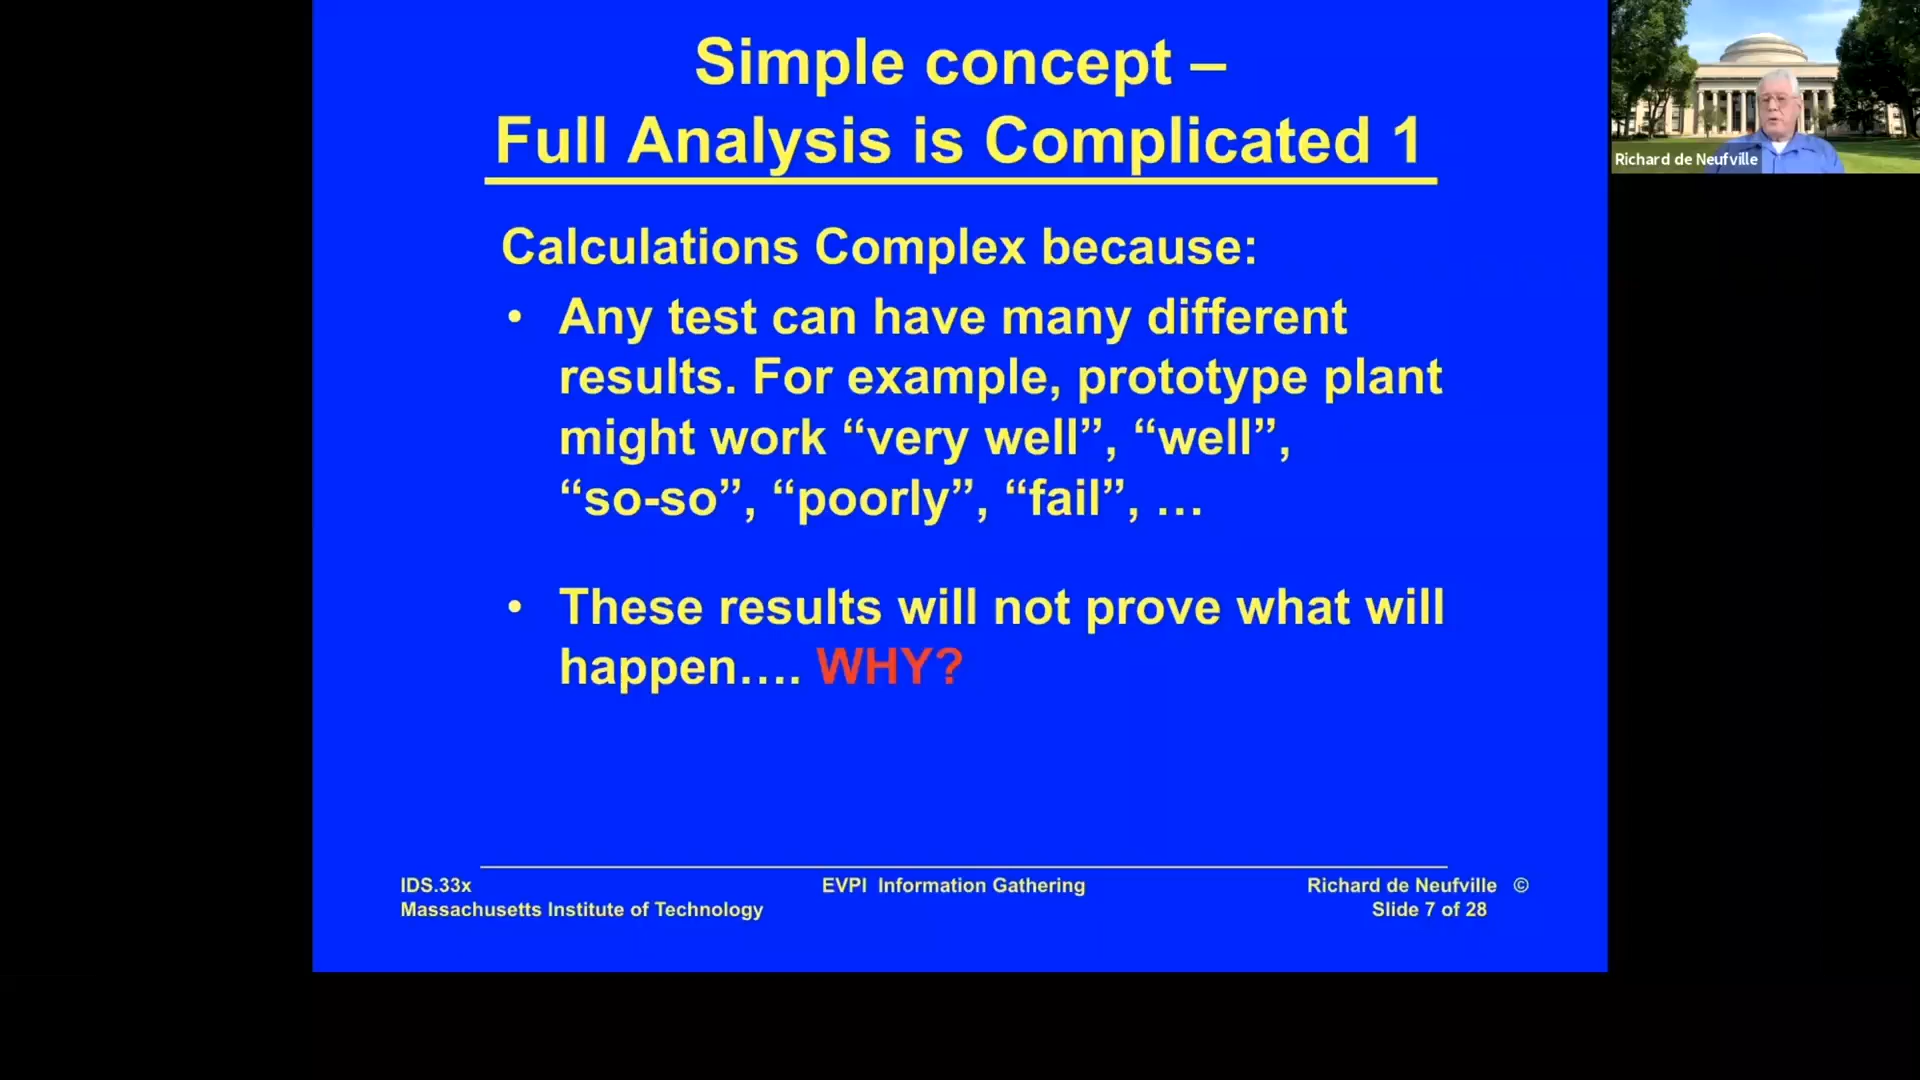 Simple concept –
Full Analysis is Complicated 1
Calculations Complex because:
• Any test can have many different
results. For example, prototype plant
might work “very well”, “well”,
“so-so”, “poorly”, “fail”, …
• These results will not prove what will
happen…. WHY?
IDS.33x
Massachusetts Institute of Technology
EVPI Information Gathering
Richard de Neufville ©
Slide 7 of 28
Richard de Neufville